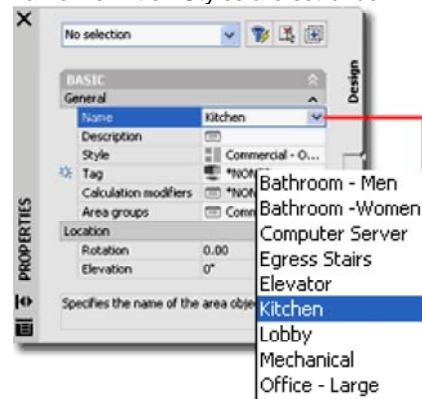 No selection
BASIC
General
Name Kitchen
Description
Style Commercial - O...
Tag *NON
Calculation modifiers *NON
Area groups Comm
Location
Rotation 0.00
Elevation 0"
Specifies the name of the area obje
PROPERTIES
Design
Bathroom - Men
Bathroom -Women
Computer Server
Egress Stairs
Elevator
Kitchen
Lobby
Mechanical
Office - Large